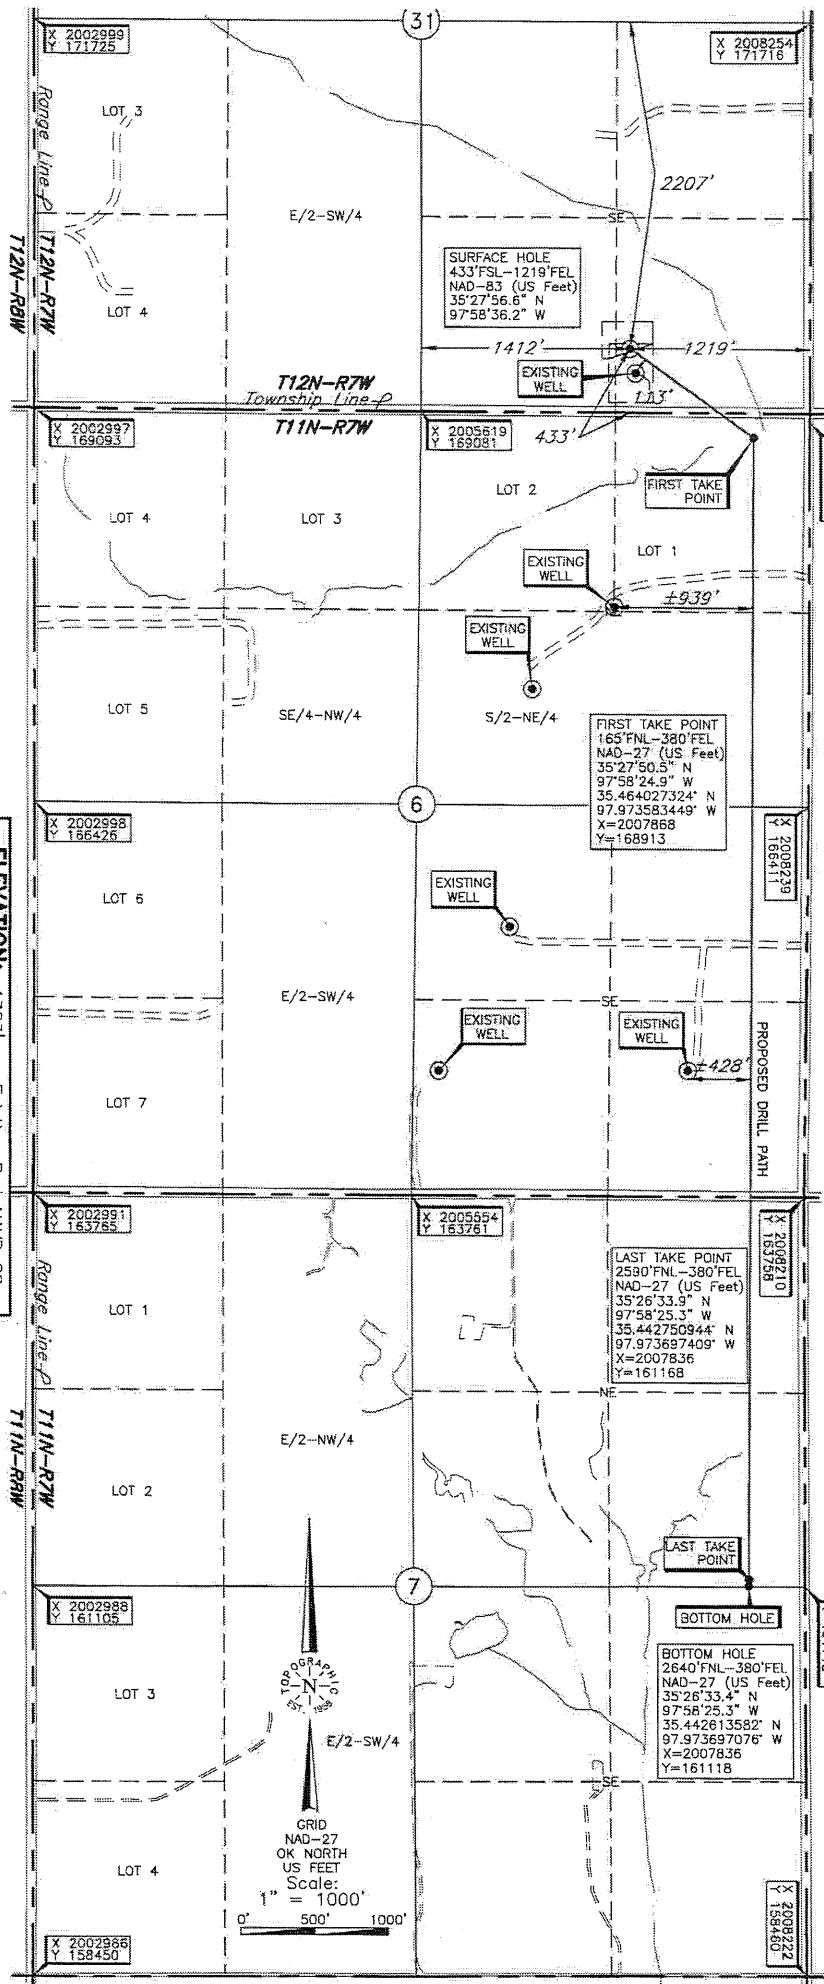 31
X 2002999
Y 171725
X 2008254
Y 171716
LOT 3
Range Line
2207'
E/2-SW/4
SE
T12N-R8W
T12N-R7W
SURFACE HOLE
433'FSL-1219'FEL
NAD-83 (US Feet)
35°27'56.6" N
97°58'36.2" W
LOT 4
1412'
1219'
EXISTING
WELL
113'
T12N-R7W
Township Line
T11N-R7W
X 2002997
Y 169093
X 2005619
Y 169081
433'
FIRST TAKE
POINT
LOT 4
LOT 3
LOT 2
LOT 1
EXISTING
WELL
±939'
EXISTING
WELL
LOT 5
SE/4-NW/4
S/2-NE/4
FIRST TAKE POINT
165'FNL-380'FEL
NAD-27 (US Feet)
35°27'50.5" N
97°58'24.9" W
35.464027324° N
97.973583449° W
X=2007868
Y=168913
6
X 2002998
Y 166426
X 2008239
Y 166411
LOT 6
EXISTING
WELL
E/2-SW/4
SE
EXISTING
WELL
EXISTING
WELL
±428'
PROPOSED DRILL PATH
LOT 7
X 2002991
Y 163765
X 2005554
Y 163761
X 2008210
Y 163758
LAST TAKE POINT
2590'FNL-380'FEL
NAD-27 (US Feet)
35°26'33.9" N
97°58'25.3" W
35.442750944° N
97.973697409° W
X=2007836
Y=161168
LOT 1
Range Line
NE
E/2-NW/4
T11N-R8W
T11N-R7W
LOT 2
LAST TAKE
POINT
7
X 2002988
Y 161105
BOTTOM HOLE
BOTTOM HOLE
2640'FNL-380'FEL
NAD-27 (US Feet)
35°26'33.4" N
97°58'25.3" W
35.442613582° N
97.973697076° W
X=2007836
Y=161118
LOT 3
TOPOGRAPHIC
N
EST. 1958
E/2-SW/4
SE
GRID
NAD-27
OK NORTH
US FEET
Scale:
1" = 1000'
0' 500' 1000'
LOT 4
X 2002986
Y 158450
X 2008222
Y 158460